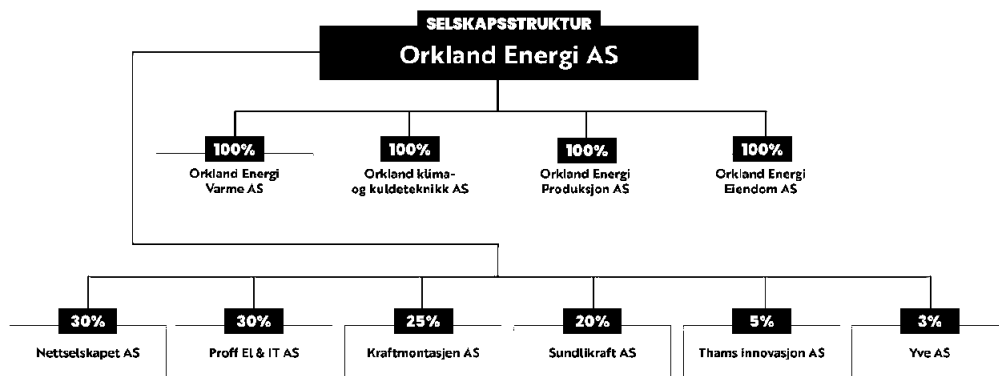 SELSKAPSSTRUKTUR
Orkland Energi AS
100%
Orkland Energi
Varme AS
100%
Orkland klima-
og kuldeteknikk AS
100%
Orkland Energi
Produksjon AS
100%
Orkland Energi
Eiendom AS
30%
Nettselskapet AS
30%
Proff El & IT AS
25%
Kraftmontasjen AS
20%
Sundlikraft AS
5%
Thams innovasjon AS
3%
Yve AS